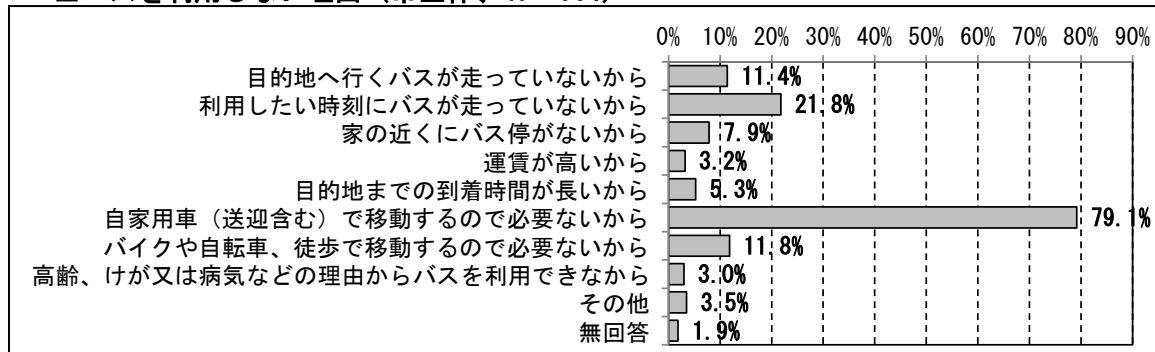 0% 10% 20% 30% 40% 50% 60% 70% 80% 90%
目的地へ行くバスが走っていないから 11.4%
利用したい時刻にバスが走っていないから 21.8%
家の近くにバス停がないから 7.9%
運賃が高いから 3.2%
目的地までの到着時間が長いから 5.3%
自家用車（送迎含む）で移動するので必要ないから 79.1%
バイクや自転車、徒歩で移動するので必要ないから 11.8%
高齢、けが又は病気などの理由からバスを利用できなから 3.0%
その他 3.5%
無回答 1.9%